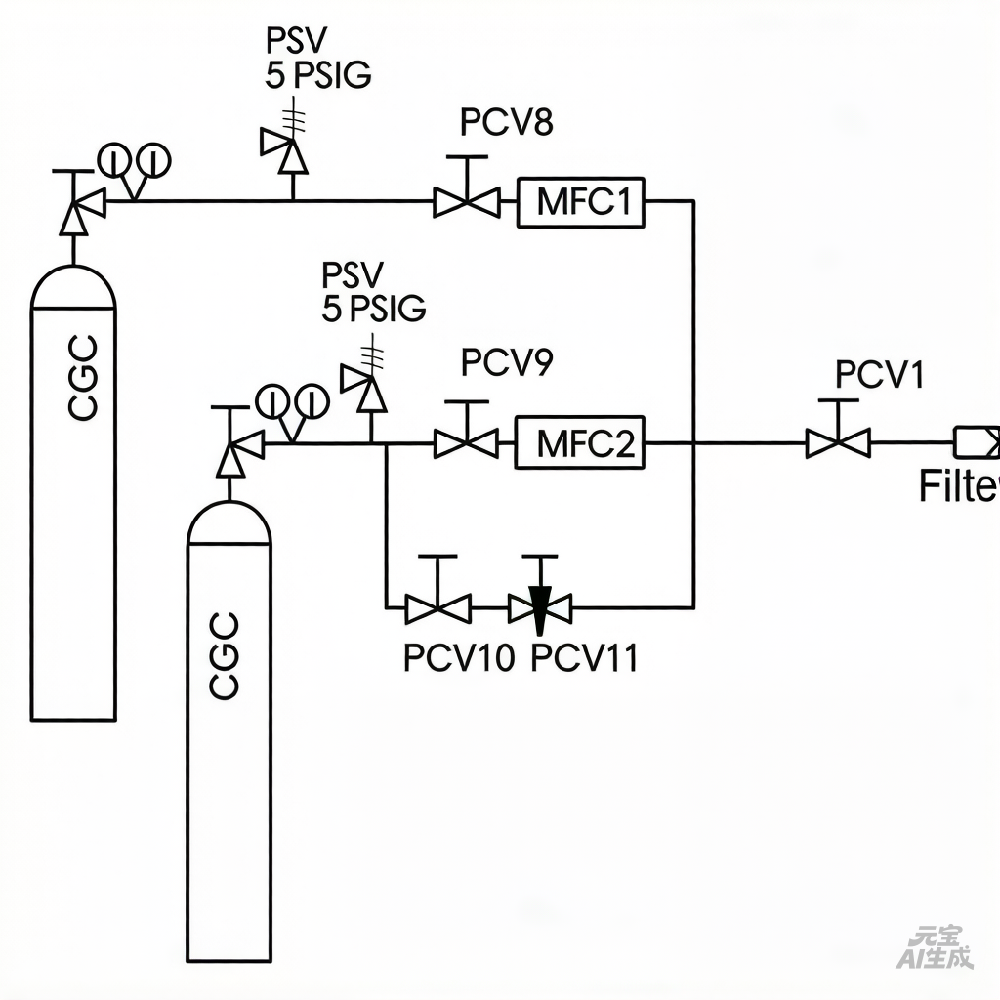 PSV
5 PSIG
PCV8
MFC1
PSV
5 PSIG
CGC
PCV9
PCV1
MFC2
Filte
CGC
PCV10 PCV11
元宝
AI生成